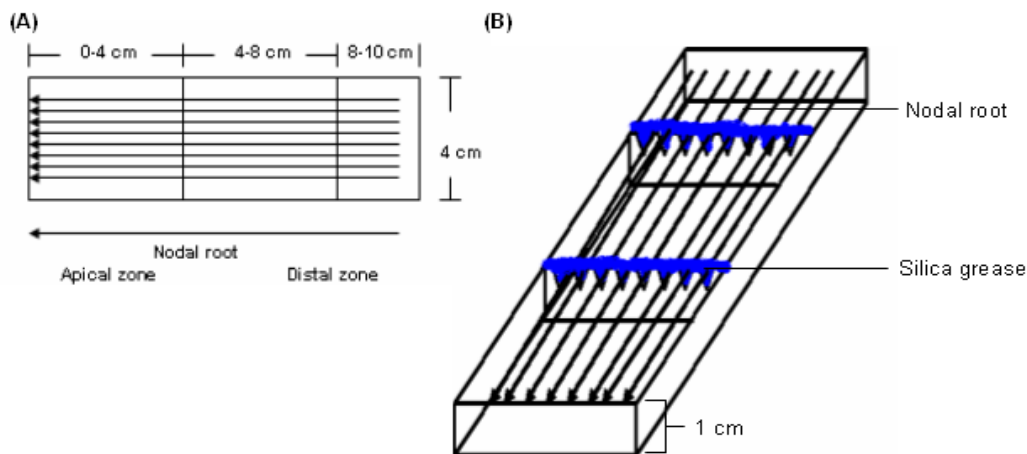 (A)
0-4 cm 4-8 cm 8-10 cm
4 cm
Nodal root
Apical zone Distal zone
(B)
Nodal root
Silica grease
1 cm